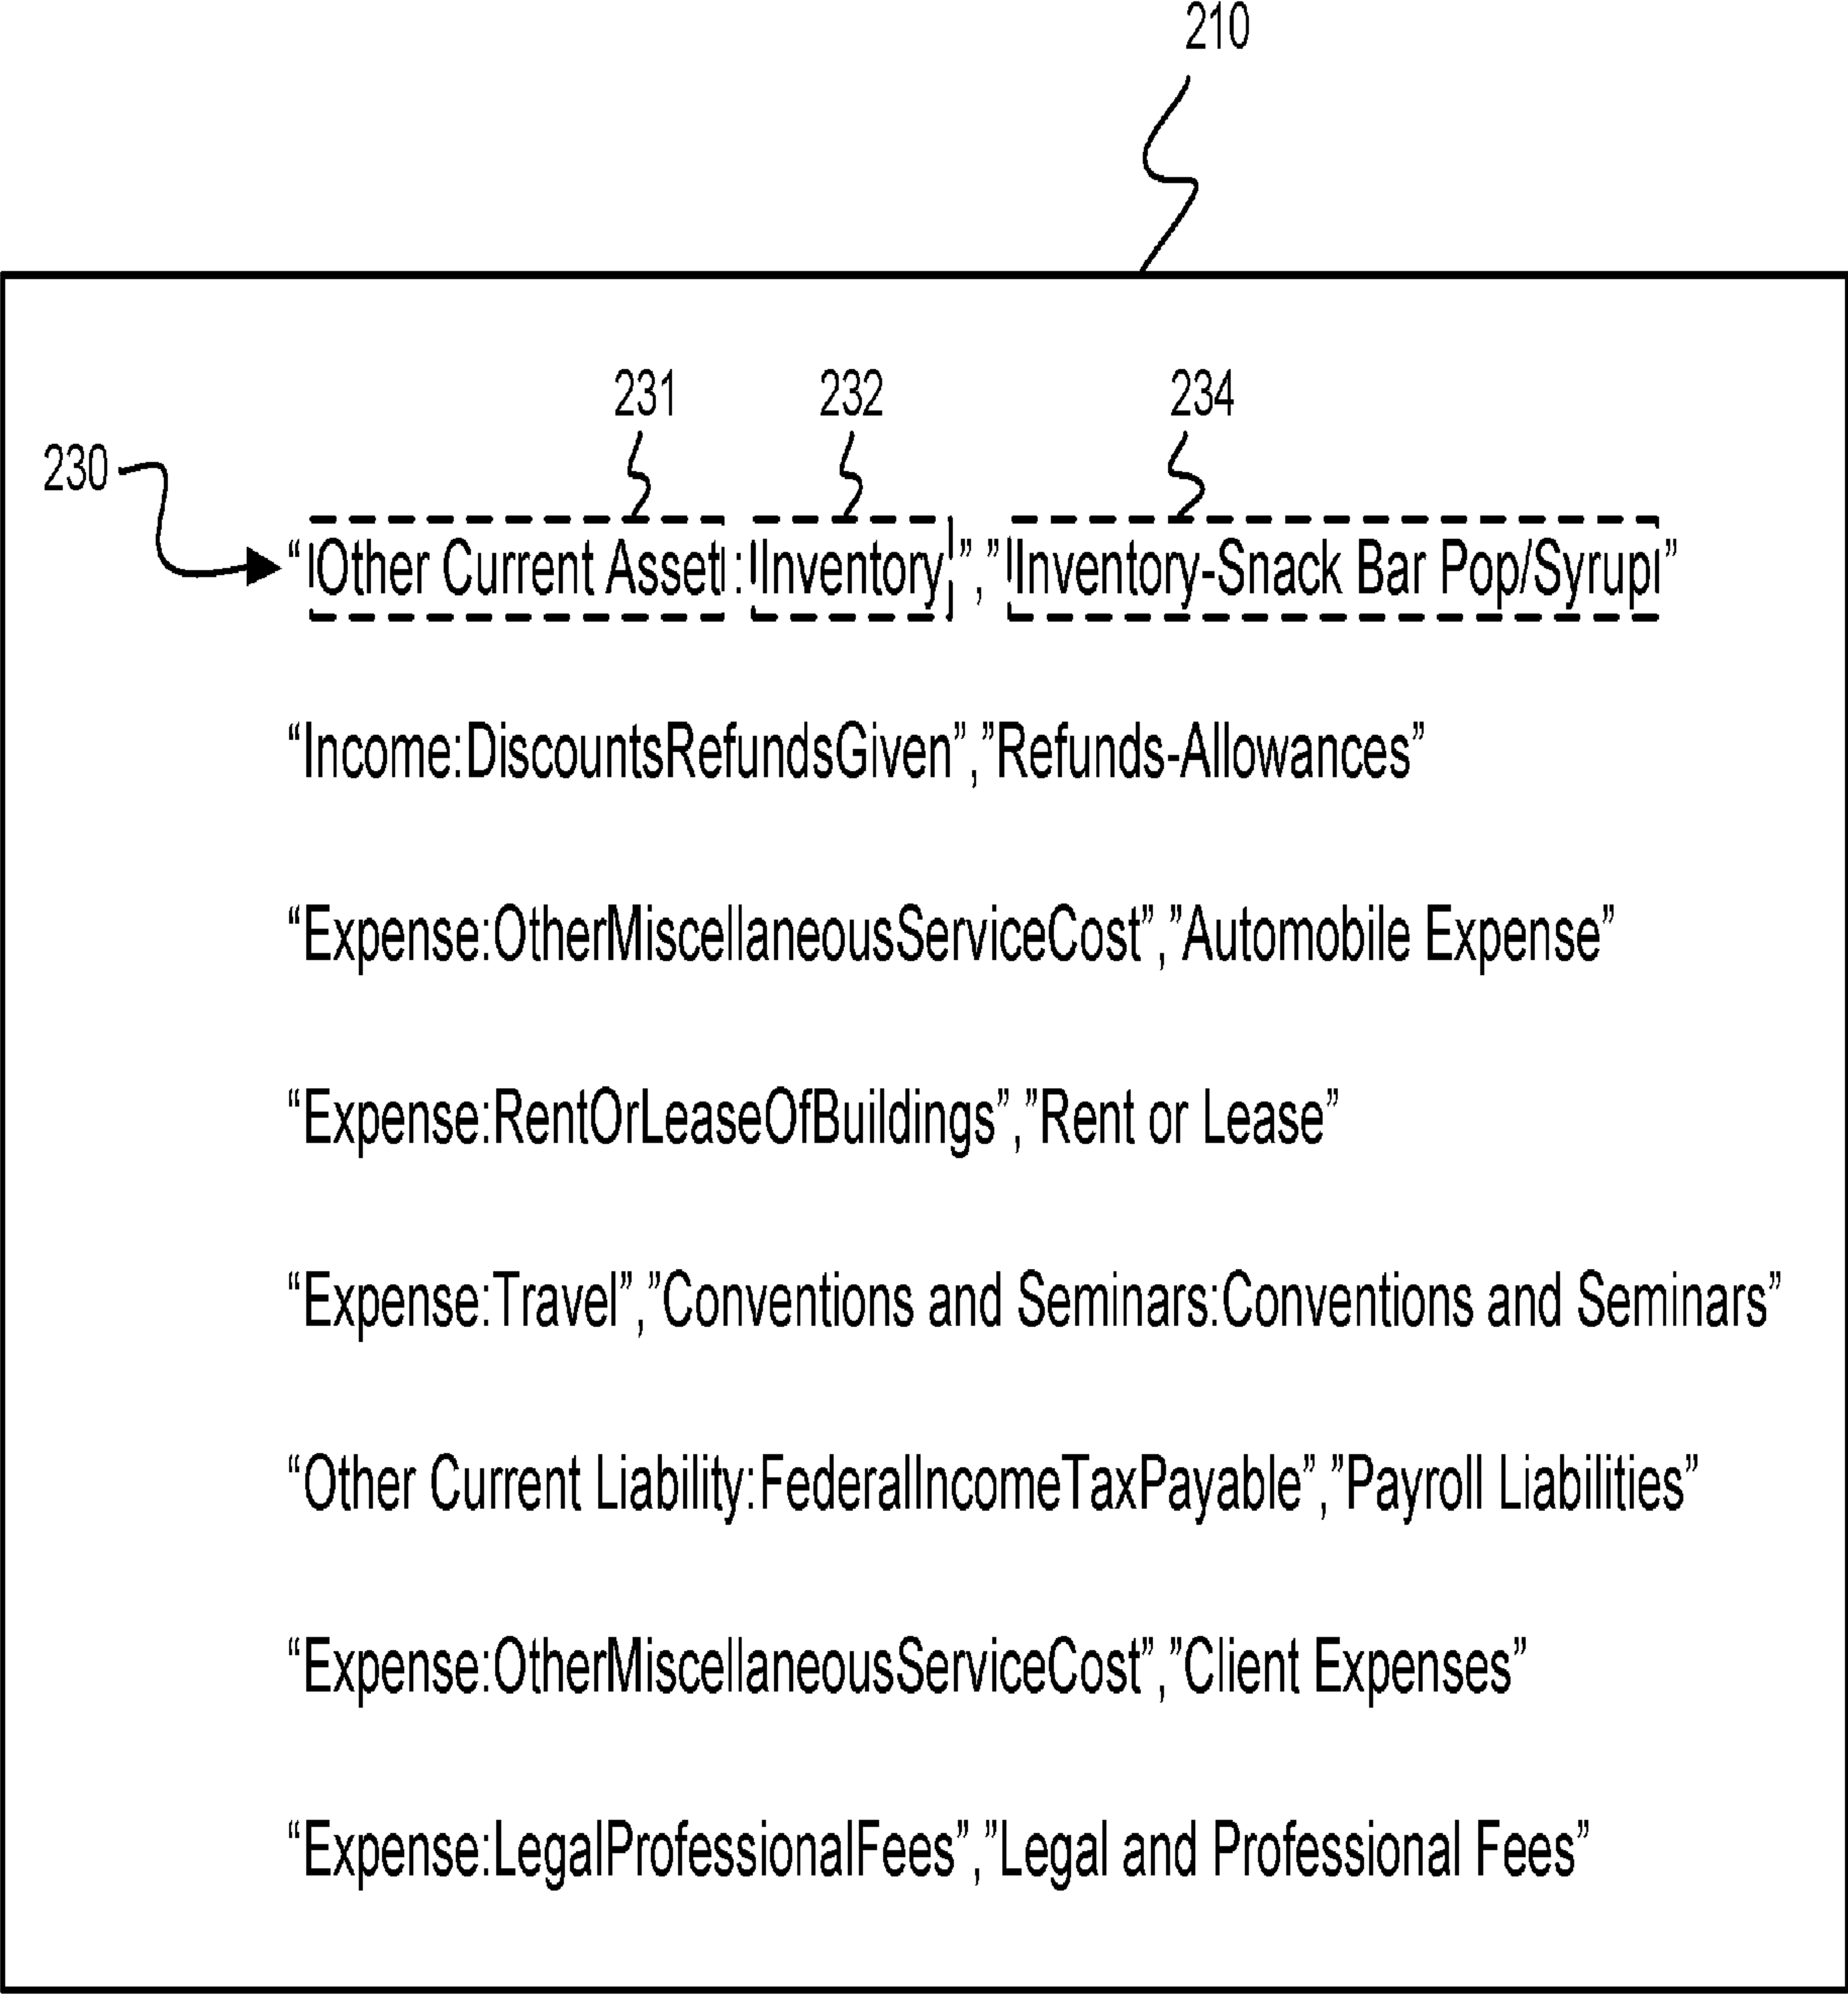 210
231 232 234
230
“Other Current Asset:Inventory”,”Inventory-Snack Bar Pop/Syrup”
“Income:DiscountsRefundsGiven”,”Refunds-Allowances”
“Expense:OtherMiscellaneousServiceCost”,”Automobile Expense”
“Expense:RentOrLeaseOfBuildings”,”Rent or Lease”
“Expense:Travel”,”Conventions and Seminars:Conventions and Seminars”
“Other Current Liability:FederalIncomeTaxPayable”,”Payroll Liabilities”
“Expense:OtherMiscellaneousServiceCost”,”Client Expenses”
“Expense:LegalProfessionalFees”,”Legal and Professional Fees”